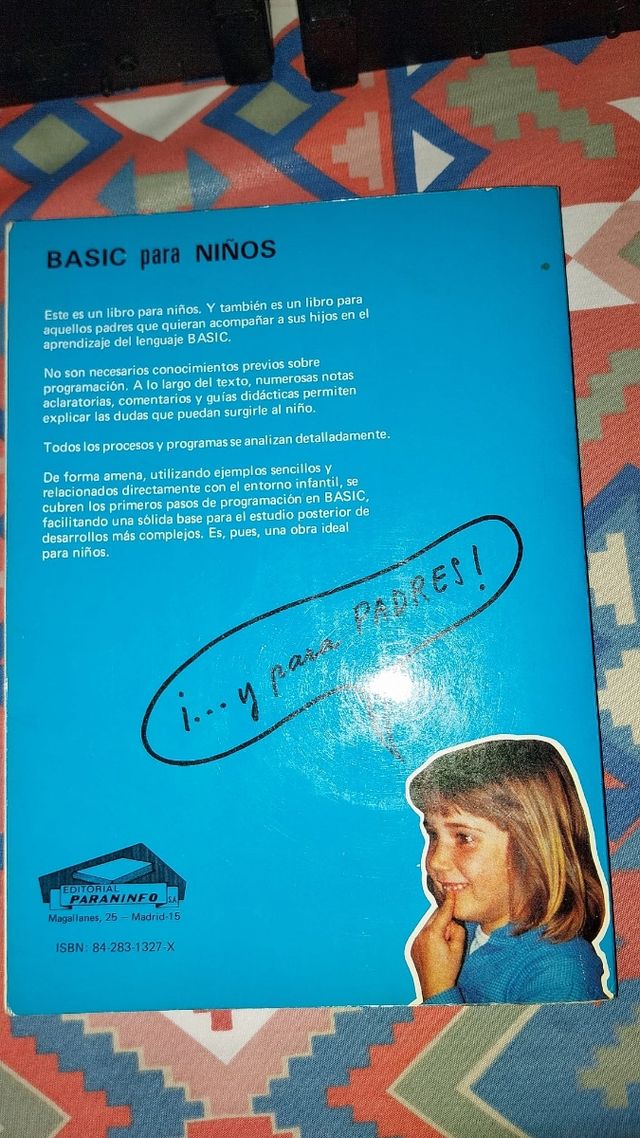 BASIC para NIÑOS
Este es un libro para niños. Y también es un libro para
aquellos padres que quieran acompañar a sus hijos en el
aprendizaje del lenguaje BASIC.
No son necesarios conocimientos previos sobre
programación. A lo largo del texto, numerosas notas
aclaratorias, comentarios y guías didácticas permiten
explicar las dudas que puedan surgirle al niño.
Todos los procesos y programas se analizan detalladamente.
De forma amena, utilizando ejemplos sencillos y
relacionados directamente con el entorno infantil, se
cubren los primeros pasos de programación en BASIC,
facilitando una sólida base para el estudio posterior de
desarrollos más complejos. Es, pues, una obra ideal
para niños.
¡... y para PADRES!
EDITORIAL
PARANINFO S.A.
Magallanes, 25 - Madrid-15
ISBN: 84-283-1327-X